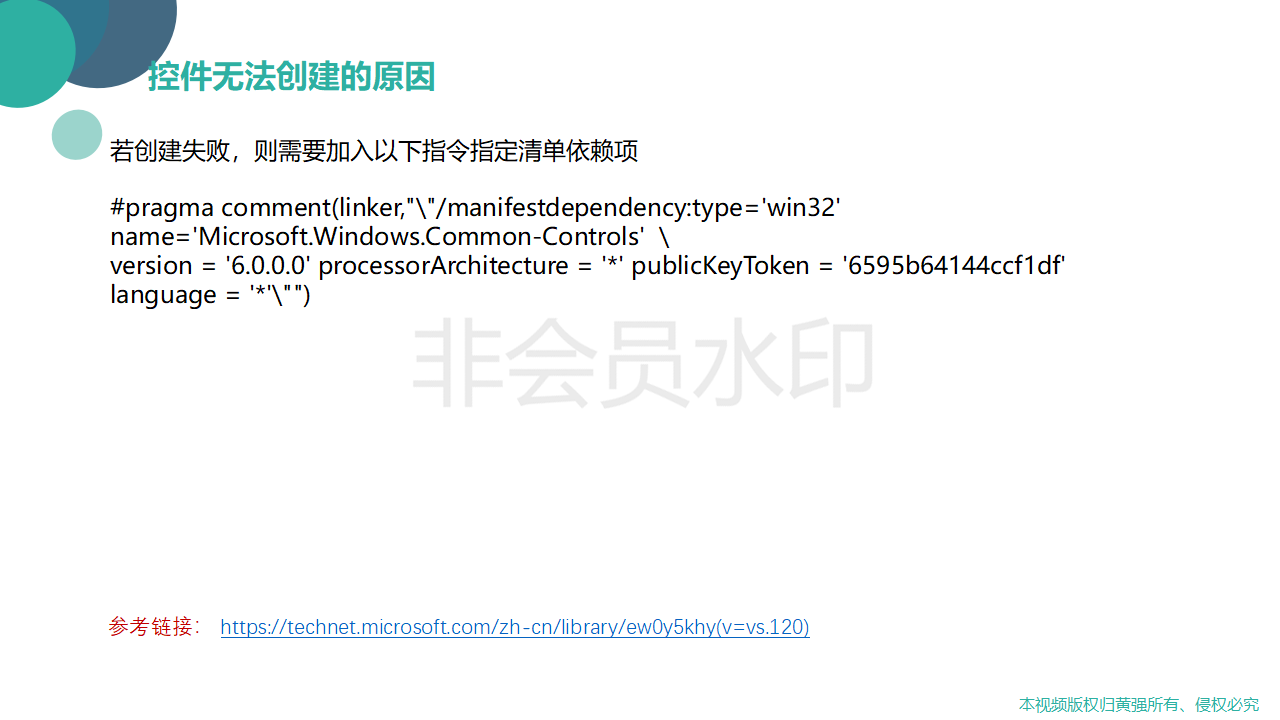 控件无法创建的原因
若创建失败，则需要加入以下指令指定清单依赖项
#pragma comment(linker,"\"/manifestdependency:type='win32'
name='Microsoft.Windows.Common-Controls' \
version = '6.0.0.0' processorArchitecture = '*' publicKeyToken = '6595b64144ccf1df'
language = '*'\"")
非会员水印
参考链接： https://technet.microsoft.com/zh-cn/library/ew0y5khy(v=vs.120)
本视频版权归黄强所有、侵权必究